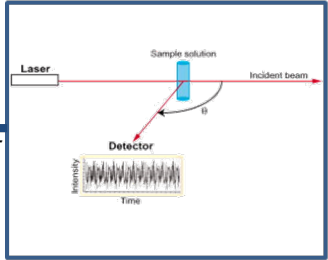 Sample solution
Laser
Incident beam
θ
Detector
Intensity
Time